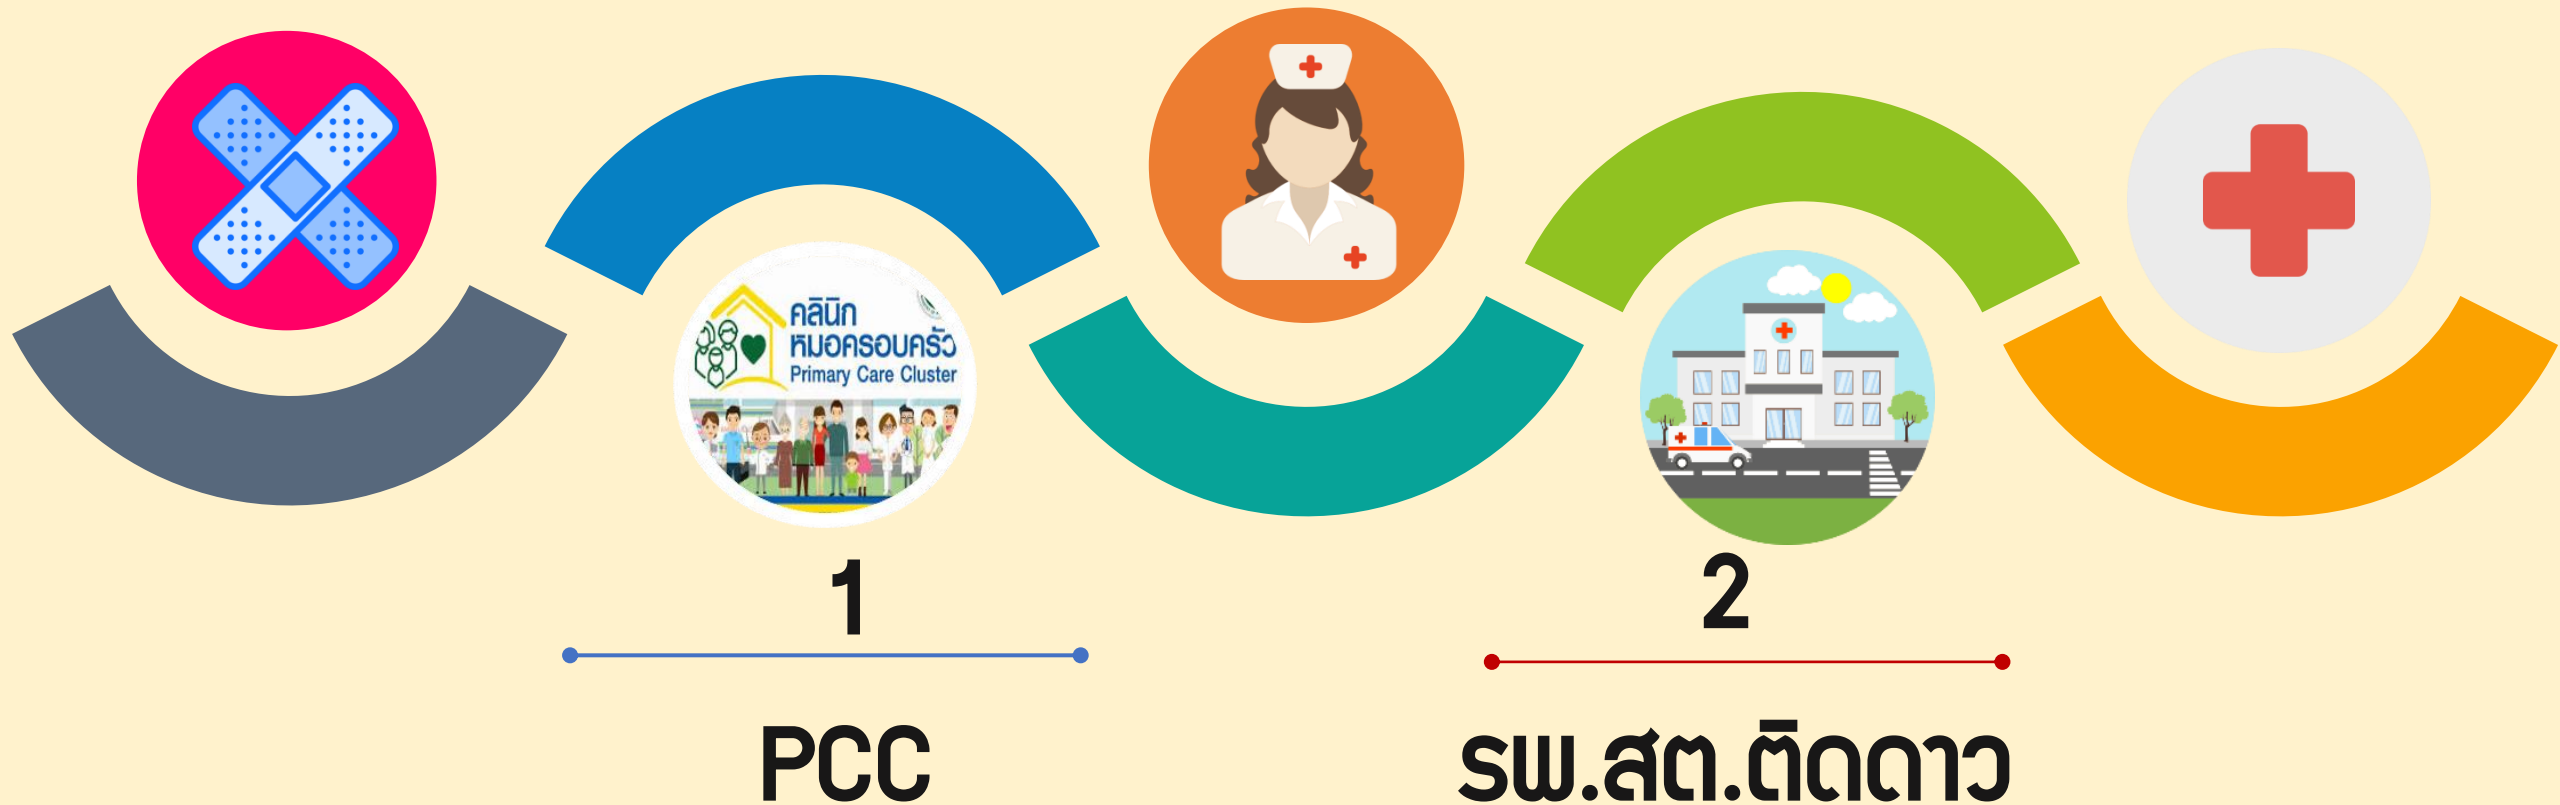 คลินิก
หมอครอบครัว
Primary Care Cluster
1
2
PCC
รพ.สต.ติดดาว